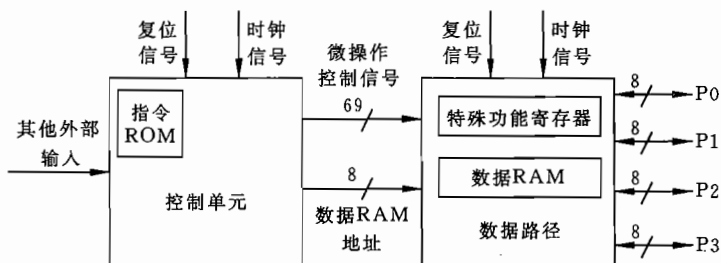 复位
信号
时钟
信号
微操作
控制信号
69
复位
信号
时钟
信号
其他外部
输入
指令
ROM
控制单元
8
数据RAM
地址
特殊功能寄存器
数据RAM
数据路径
8
P0
8
P1
8
P2
8
P3